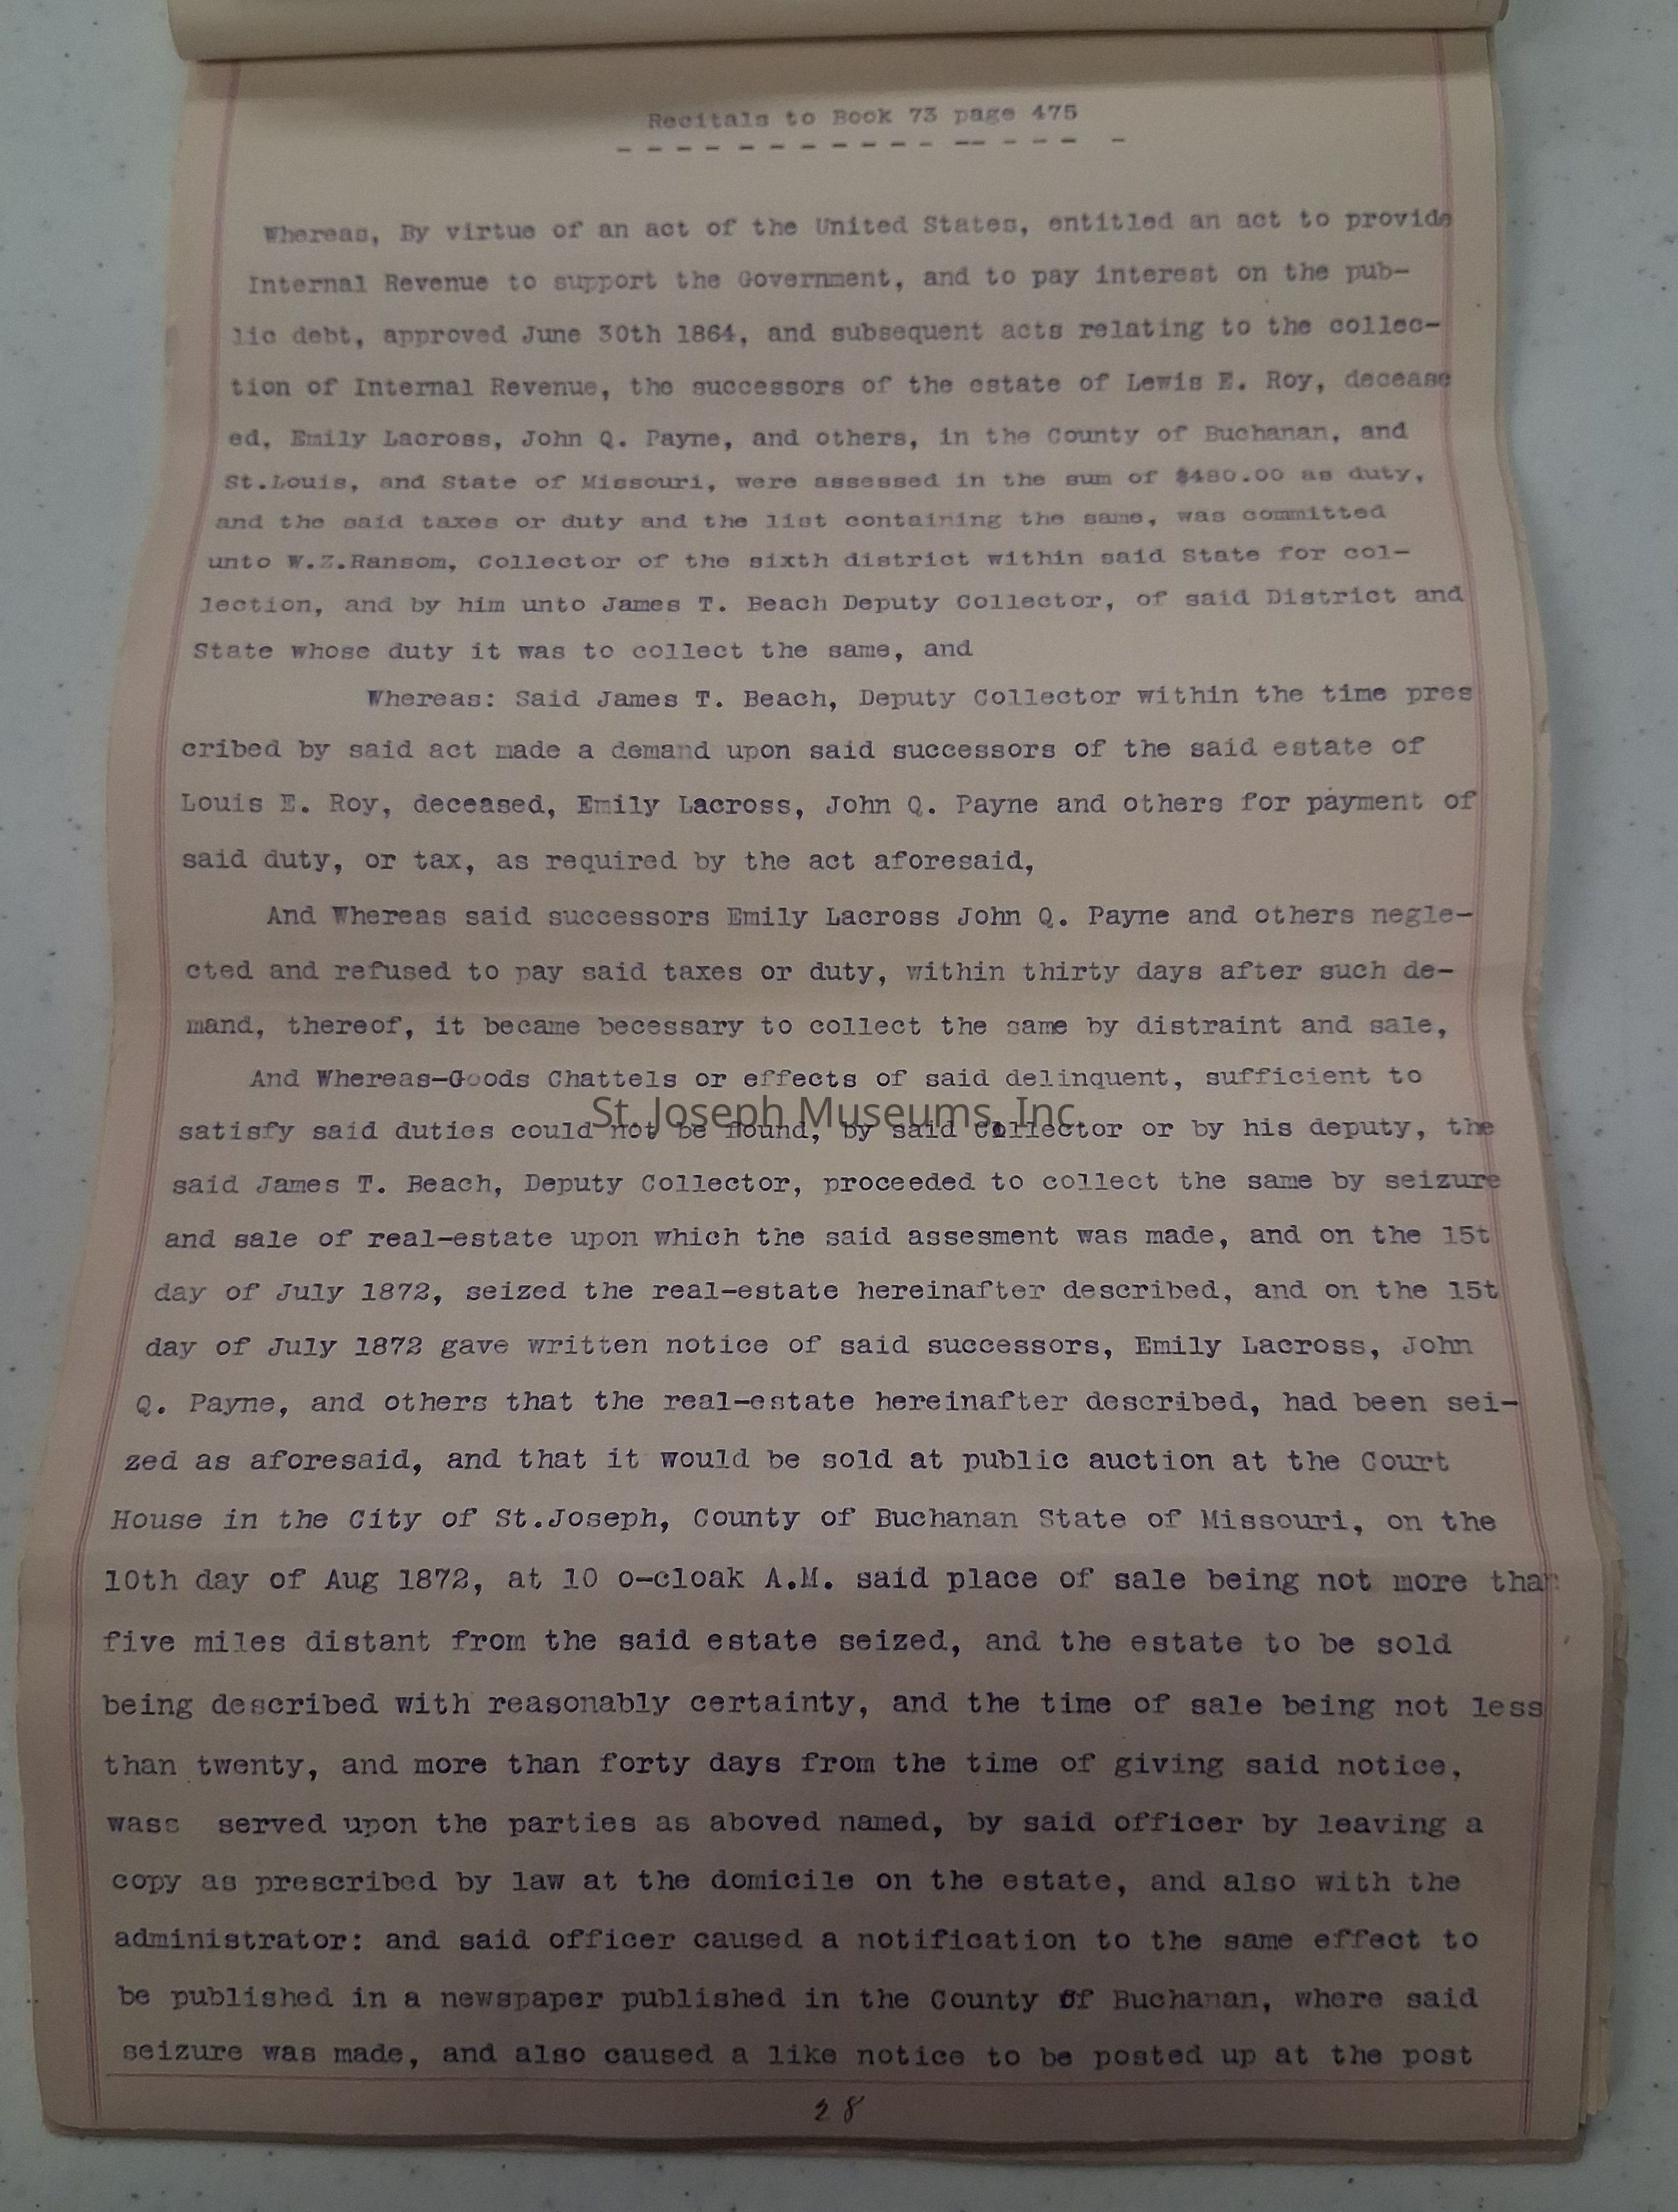 Recitals to Book 73 page 475
- - - - - - - - - - - -- - - - -
Whereas, By virtue of an act of the United States, entitled an act to provide
Internal Revenue to support the Government, and to pay interest on the pub-
lic debt, approved June 30th 1864, and subsequent acts relating to the collec-
tion of Internal Revenue, the successors of the estate of Lewis E. Roy, decease
ed, Emily Lacross, John Q. Payne, and others, in the County of Buchanan, and
St.Louis, and State of Missouri, were assessed in the sum of $480.00 as duty,
and the said taxes or duty and the list containing the same, was committed
unto W.Z.Ransom, Collector of the sixth district within said State for col-
lection, and by him unto James T. Beach Deputy Collector, of said District and
State whose duty it was to collect the same, and
Whereas: Said James T. Beach, Deputy Collector within the time pres
cribed by said act made a demand upon said successors of the said estate of
Louis E. Roy, deceased, Emily Lacross, John Q. Payne and others for payment of
said duty, or tax, as required by the act aforesaid,
And Whereas said successors Emily Lacross John Q. Payne and others negle-
cted and refused to pay said taxes or duty, within thirty days after such de-
mand, thereof, it became becessary to collect the same by distraint and sale,
And Whereas-Goods Chattels or effects of said delinquent, sufficient to
St. Joseph Museums, Inc.
satisfy said duties could not be found, by said Collector or by his deputy, the
said James T. Beach, Deputy Collector, proceeded to collect the same by seizure
and sale of real-estate upon which the said assesment was made, and on the 15t
day of July 1872, seized the real-estate hereinafter described, and on the 15t
day of July 1872 gave written notice of said successors, Emily Lacross, John
Q. Payne, and others that the real-estate hereinafter described, had been sei-
zed as aforesaid, and that it would be sold at public auction at the Court
House in the City of St.Joseph, County of Buchanan State of Missouri, on the
10th day of Aug 1872, at 10 o-cloak A.M. said place of sale being not more than
five miles distant from the said estate seized, and the estate to be sold
being described with reasonably certainty, and the time of sale being not less
than twenty, and more than forty days from the time of giving said notice,
wass served upon the parties as aboved named, by said officer by leaving a
copy as prescribed by law at the domicile on the estate, and also with the
administrator: and said officer caused a notification to the same effect to
be published in a newspaper published in the County of Buchanan, where said
seizure was made, and also caused a like notice to be posted up at the post
28